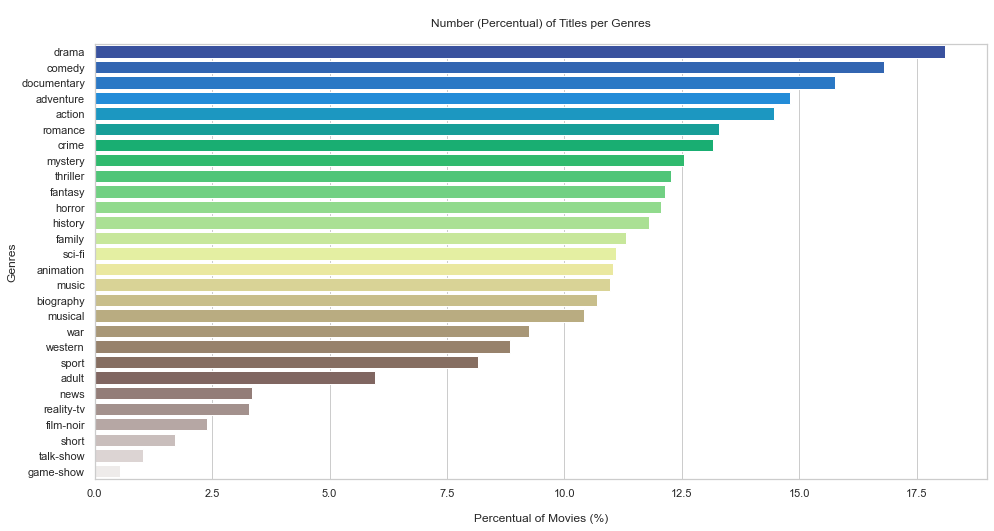 Number (Percentual) of Titles per Genres
Genres
drama
comedy
documentary
adventure
action
romance
crime
mystery
thriller
fantasy
horror
history
family
sci-fi
animation
music
biography
musical
war
western
sport
adult
news
reality-tv
film-noir
short
talk-show
game-show
0.0 2.5 5.0 7.5 10.0 12.5 15.0 17.5
Percentual of Movies (%)